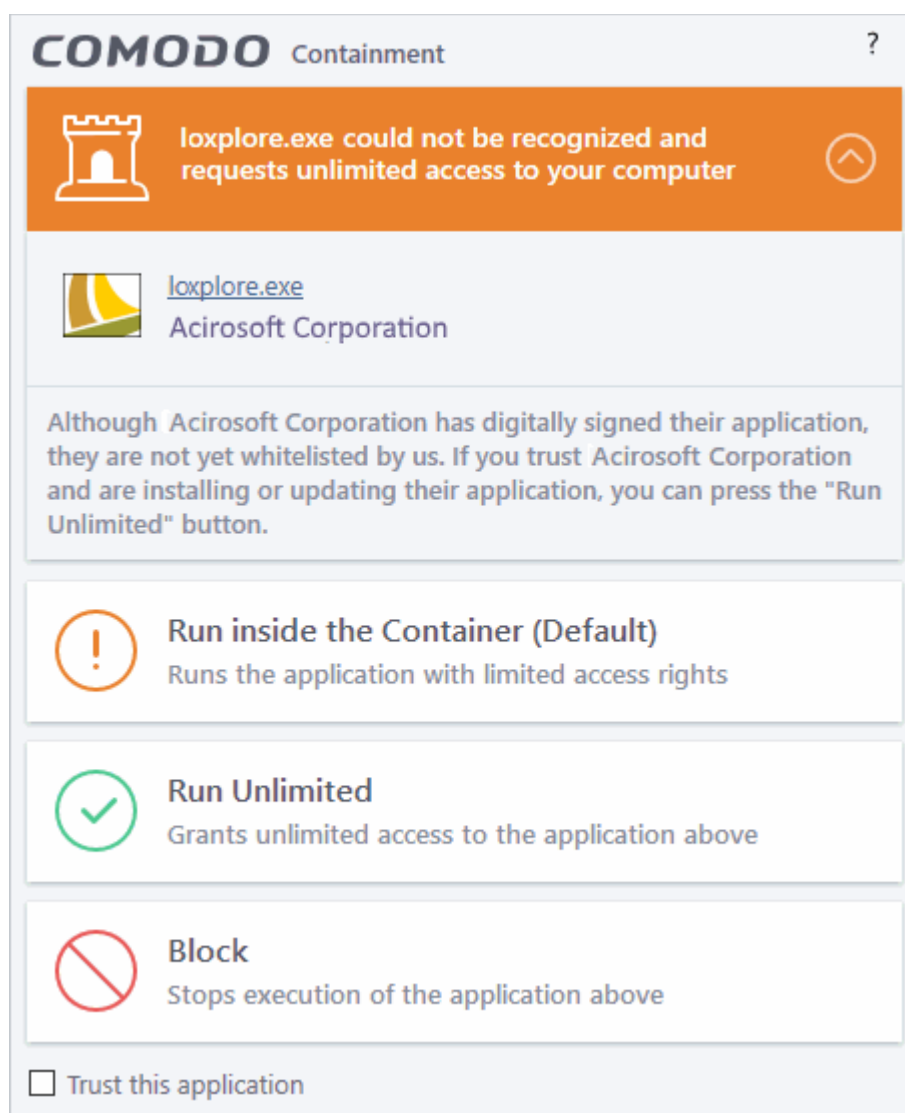 COMODO Containment ?
loxplore.exe could not be recognized and
requests unlimited access to your computer
loxplore.exe
Acirosoft Corporation
Although Acirosoft Corporation has digitally signed their application,
they are not yet whitelisted by us. If you trust Acirosoft Corporation
and are installing or updating their application, you can press the "Run
Unlimited" button.
Run inside the Container (Default)
Runs the application with limited access rights
Run Unlimited
Grants unlimited access to the application above
Block
Stops execution of the application above
Trust this application